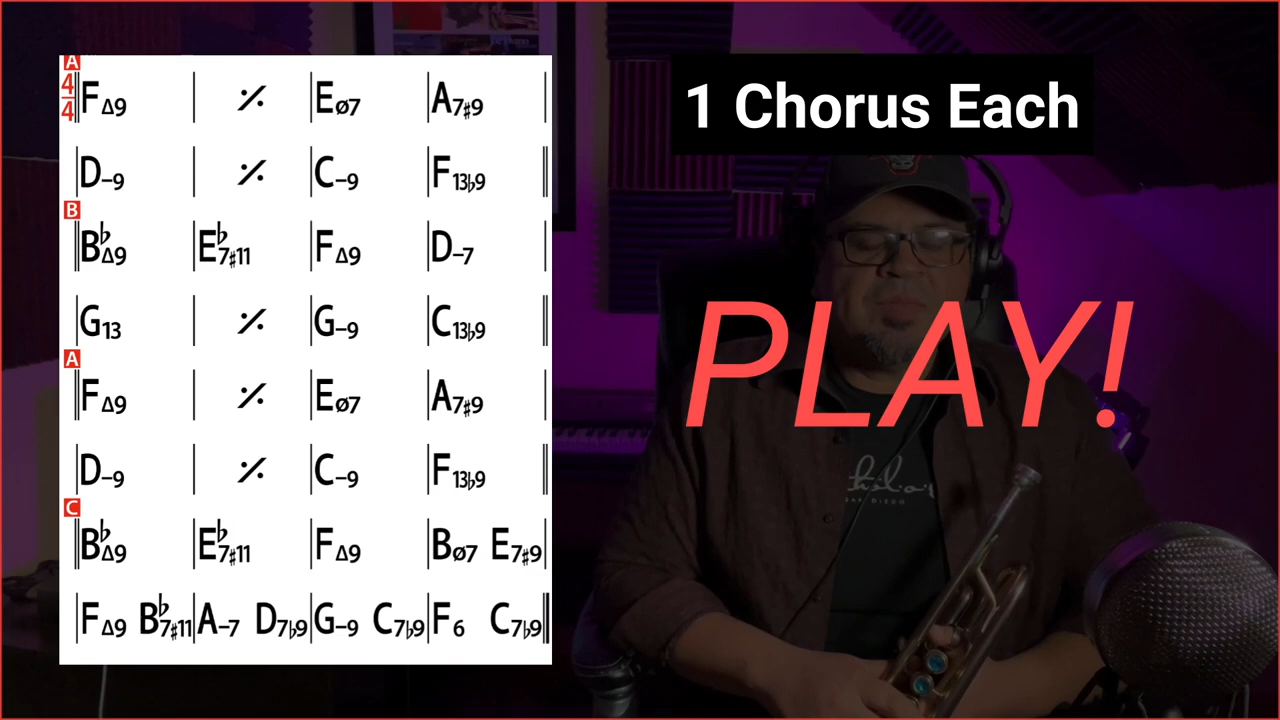 A
4
4
FΔ9 | 𝄎 | Eø7 | A7♯9
D–9 | 𝄎 | C–9 | F13♭9
B
B♭Δ9 | E♭7♯11 | FΔ9 | D–7
G13 | 𝄎 | G–9 | C13♭9
A
FΔ9 | 𝄎 | Eø7 | A7♯9
D–9 | 𝄎 | C–9 | F13♭9
C
B♭Δ9 | E♭7♯11 | FΔ9 | Bø7 E7♯9
FΔ9 B♭7♯11 | A–7 D7♭9 | G–9 C7♭9 | F6 C7♭9
1 Chorus Each
PLAY!